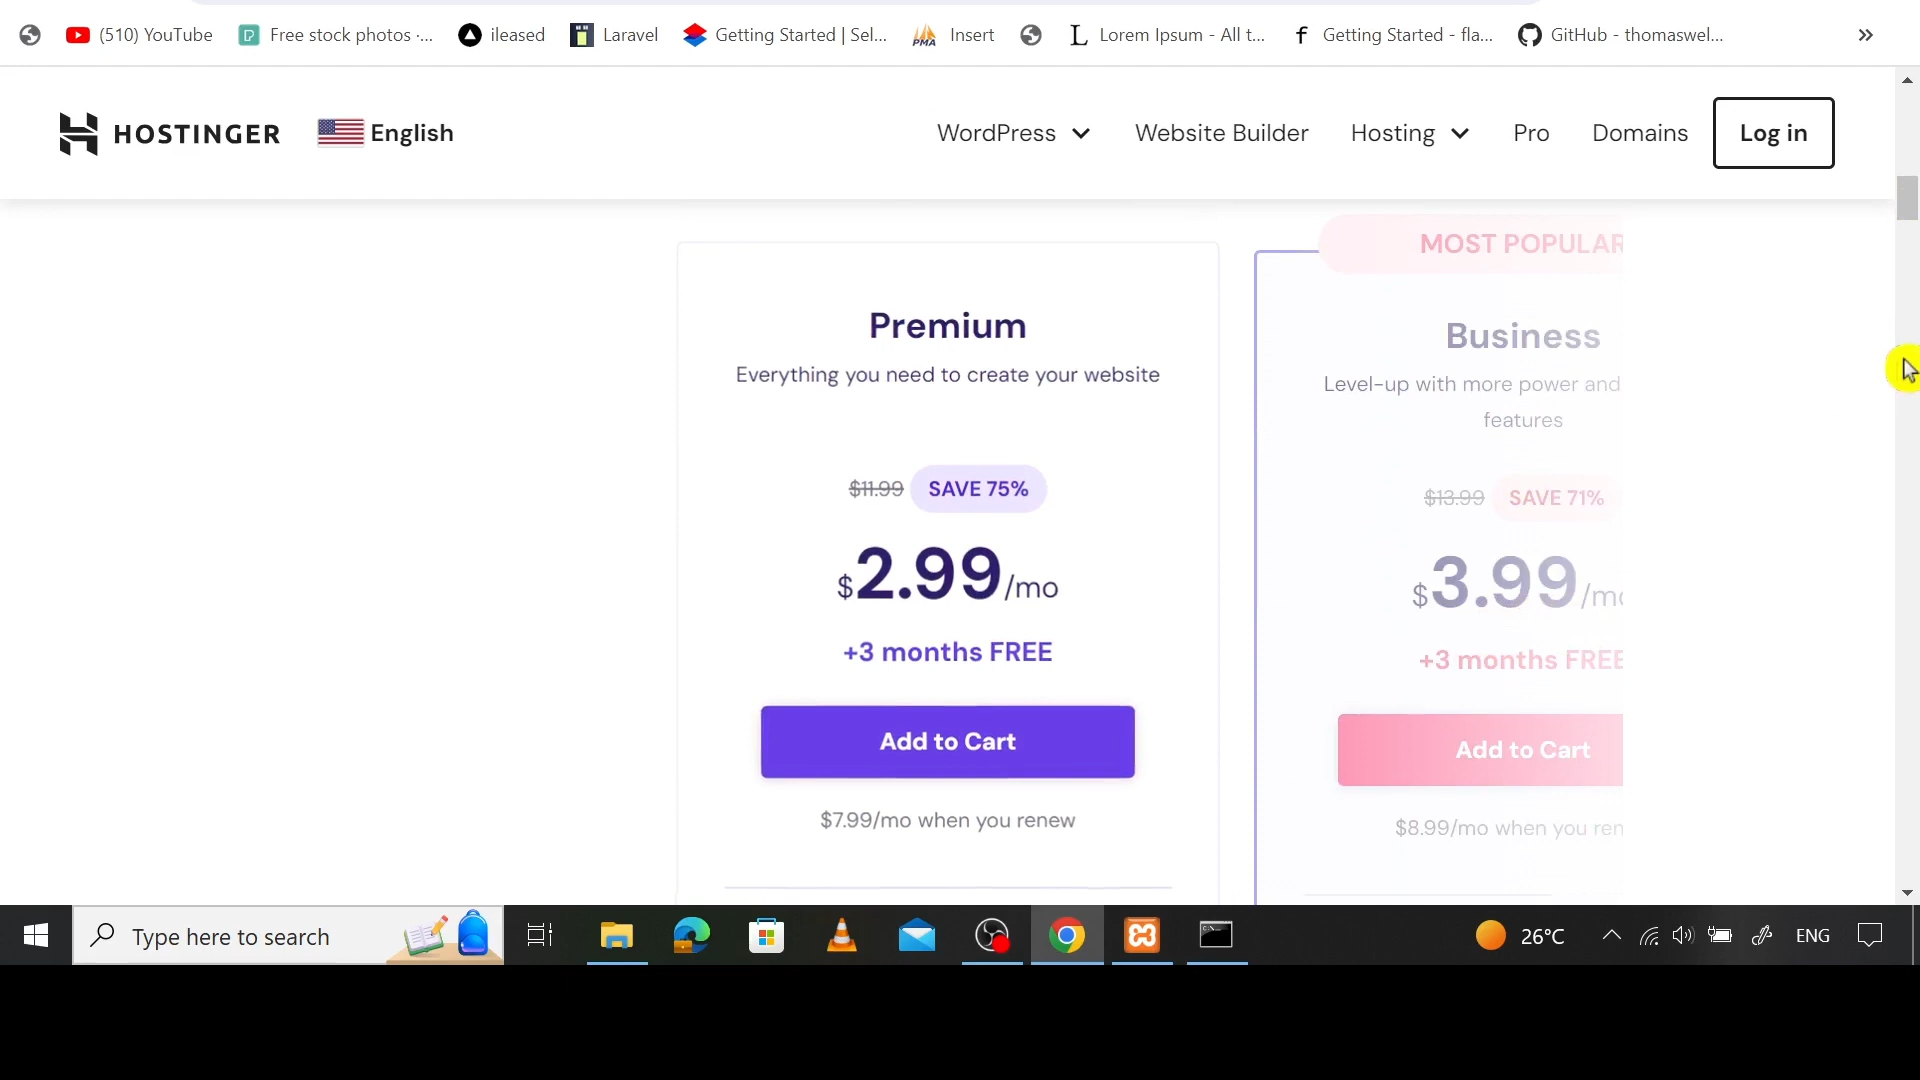 (510) YouTube
Free stock photos ·...
ileased
Laravel
Getting Started | Sel...
Insert
Lorem Ipsum - All t...
Getting Started - fla...
GitHub - thomaswel...
HOSTINGER
English
WordPress
Website Builder
Hosting
Pro
Domains
Log in
Premium
Everything you need to create your website
$11.99 SAVE 75%
$2.99/mo
+3 months FREE
Add to Cart
$7.99/mo when you renew
MOST POPULAR
Business
Level-up with more power and
features
$13.99 SAVE 71%
$3.99/mo
+3 months FREE
Add to Cart
$8.99/mo when you ren
Type here to search
26°C
ENG